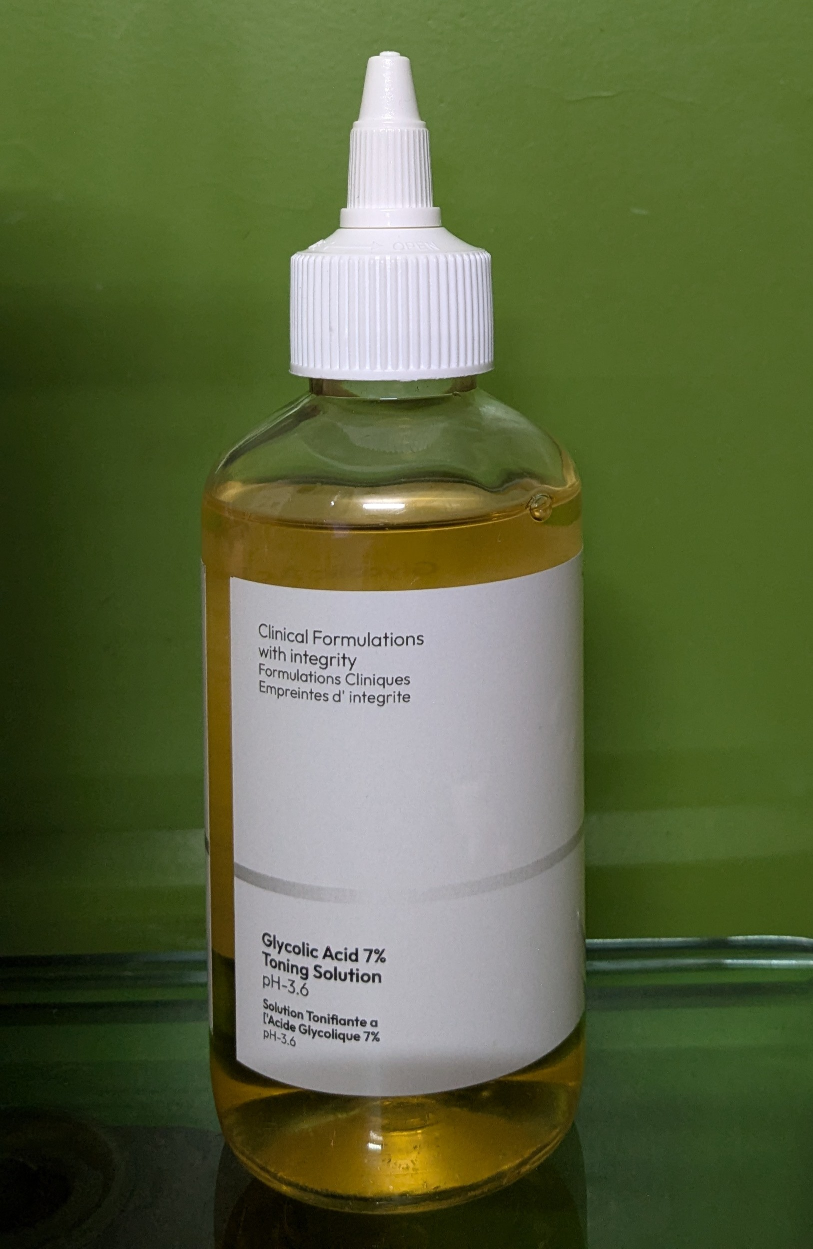 Clinical Formulations
with integrity
Formulations Cliniques
Empreintes d' integrite
Glycolic Acid 7%
Toning Solution
pH-3.6
Solution Tonifiante a
l'Acide Glycolique 7%
pH-3.6